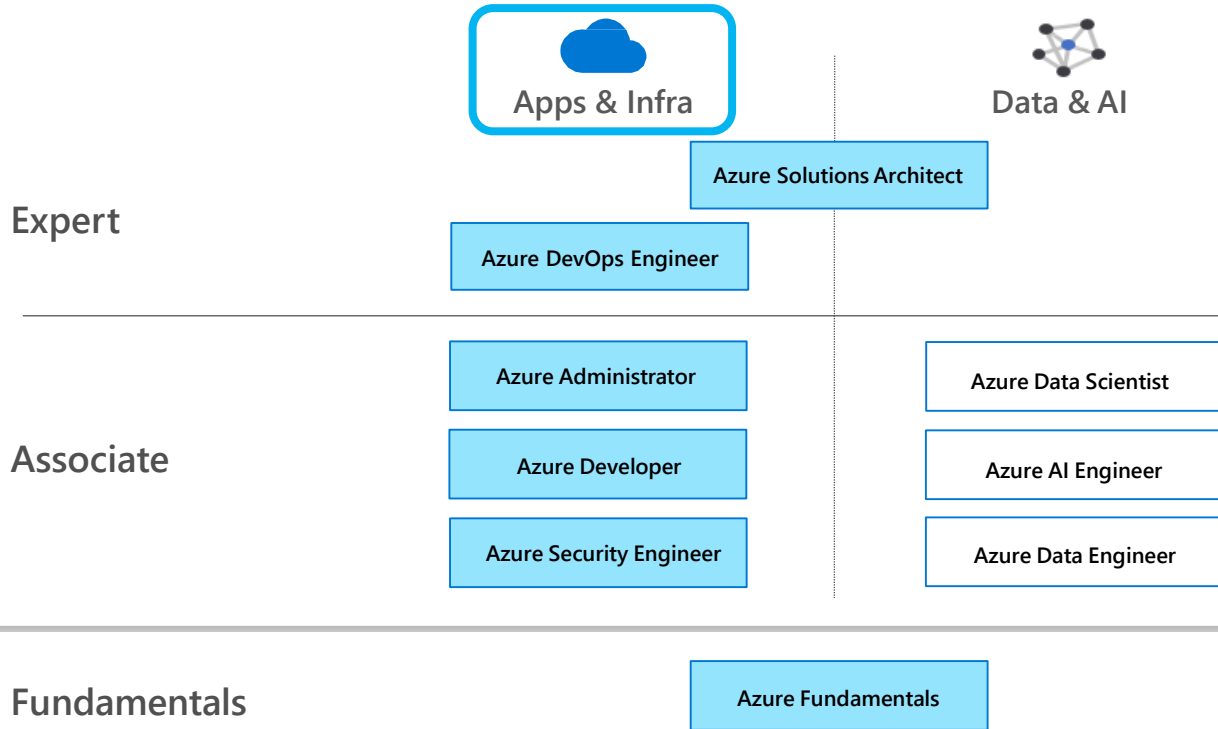 Apps & Infra
Data & AI
Azure Solutions Architect
Expert
Azure DevOps Engineer
Azure Administrator
Azure Data Scientist
Associate
Azure Developer
Azure AI Engineer
Azure Security Engineer
Azure Data Engineer
Fundamentals
Azure Fundamentals